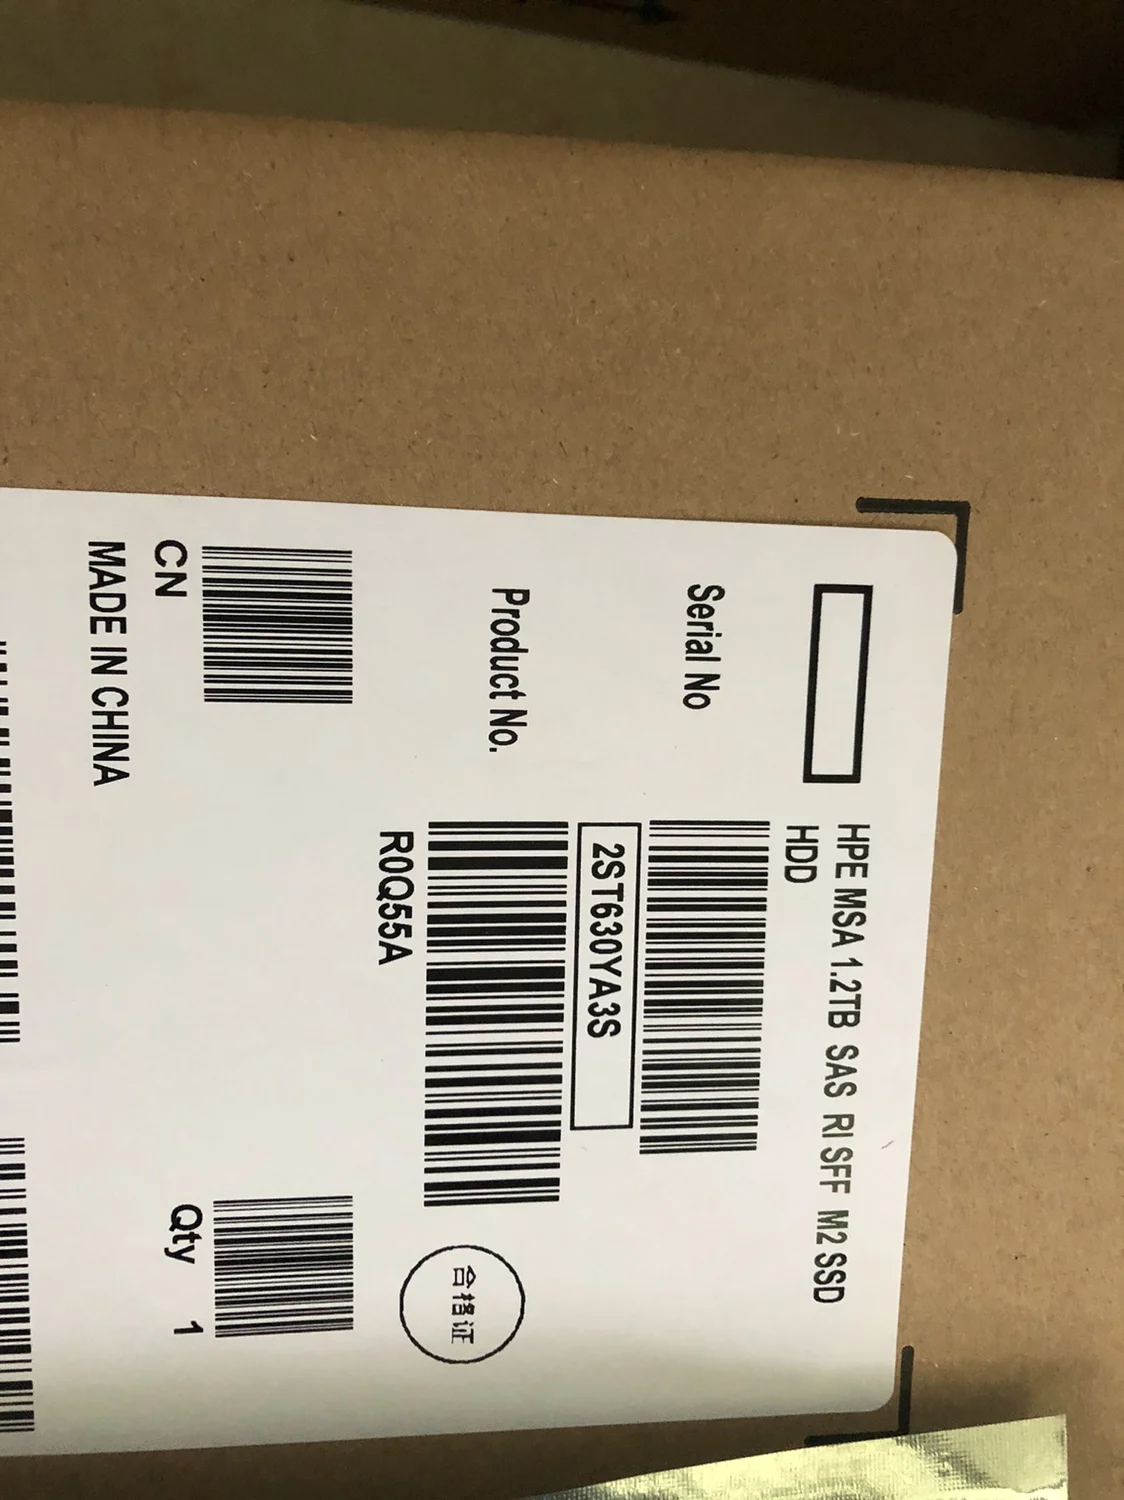 HPE MSA 1.2TB SAS RI SFF M2 SSD
HDD
Serial No
2ST630YA3S
Product No.
R0Q55A
合格证
CN
Qty 1
MADE IN CHINA